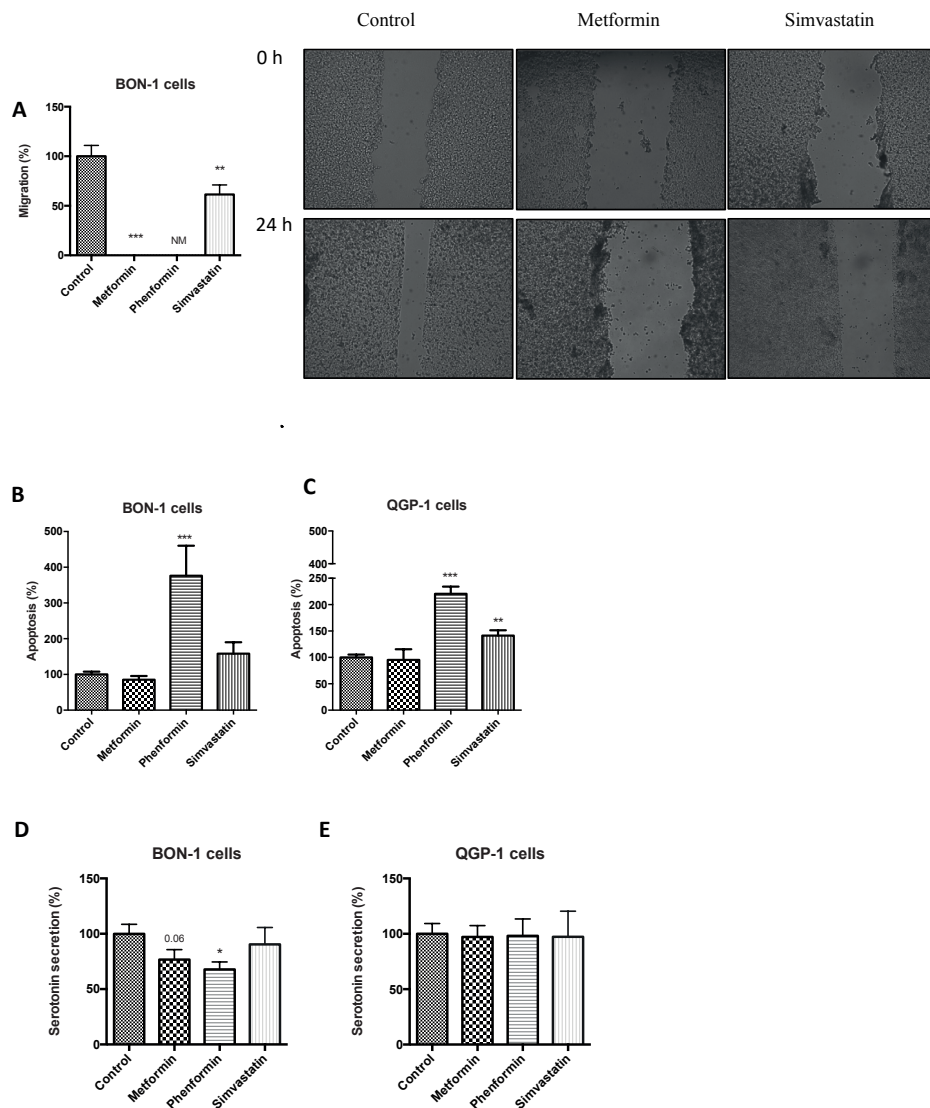 Control Metformin Simvastatin
0 h
24 h
A
BON-1 cells
Migration (%)
150
100
50
0
***
NM
**
Control Metformin Phenformin Simvastatin
B
BON-1 cells
Apoptosis (%)
500
400
300
200
100
0
***
Control Metformin Phenformin Simvastatin
C
QGP-1 cells
Apoptosis (%)
500
400
250
200
150
100
50
0
***
**
Control Metformin Phenformin Simvastatin
D
BON-1 cells
Serotonin secretion (%)
150
100
50
0
0.06
*
Control Metformin Phenformin Simvastatin
E
QGP-1 cells
Serotonin secretion (%)
150
100
50
0
Control Metformin Phenformin Simvastatin